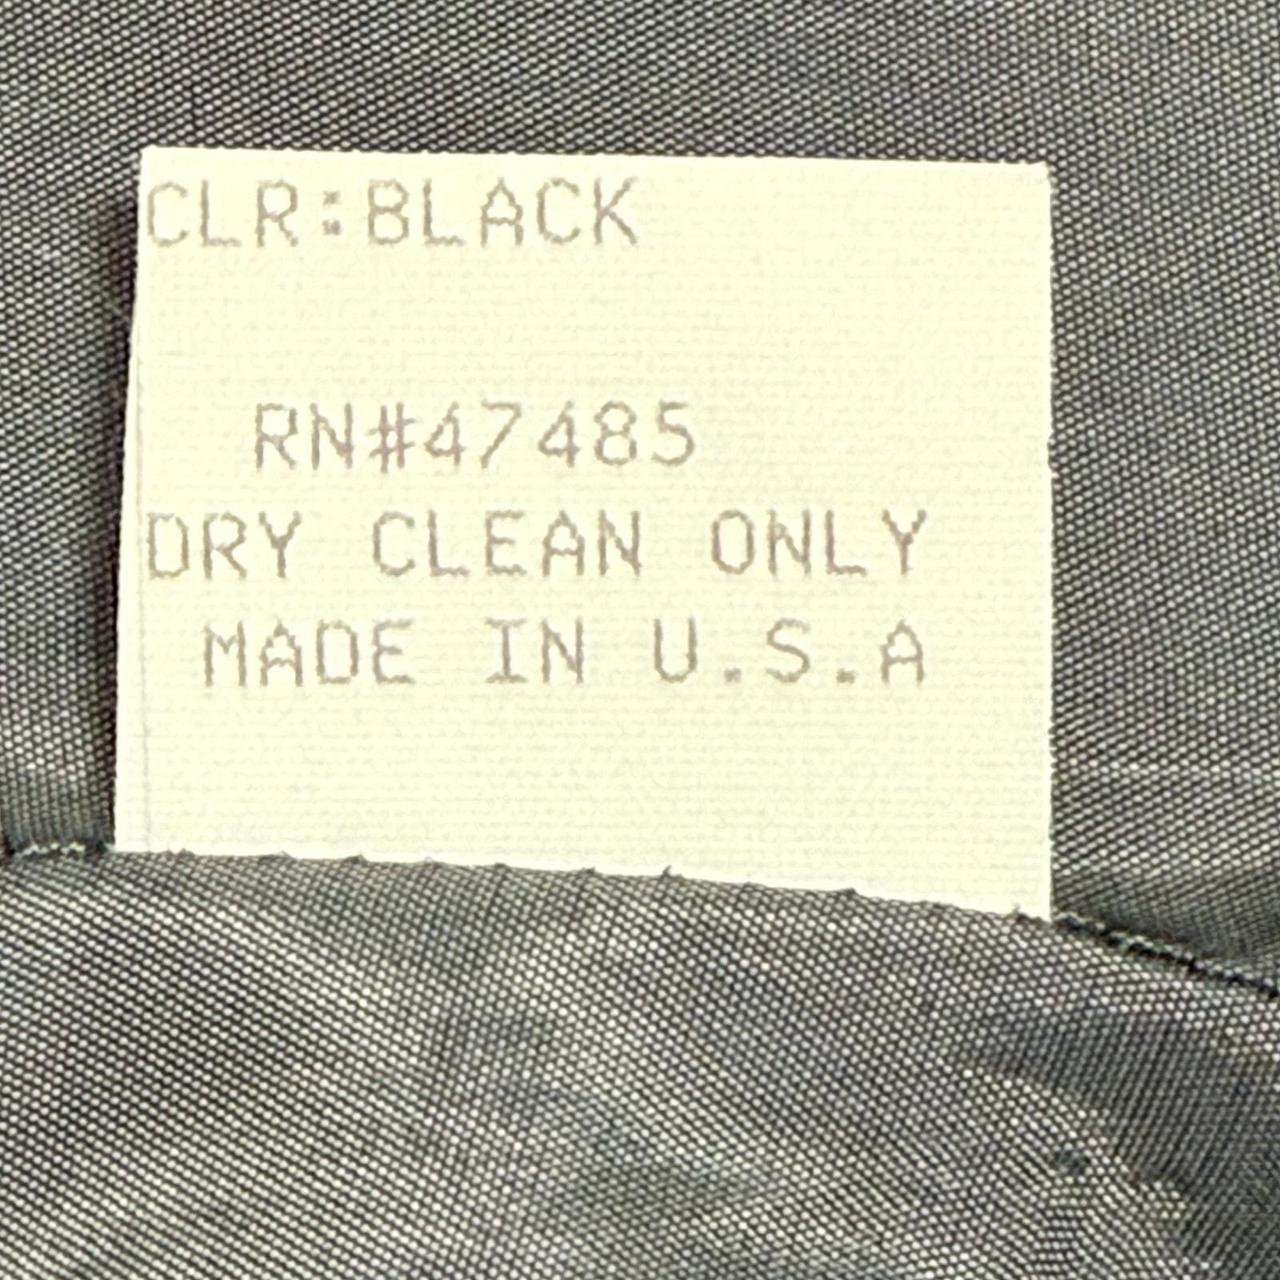 CLR:BLACK
RN#47485
DRY CLEAN ONLY
MADE IN U.S.A